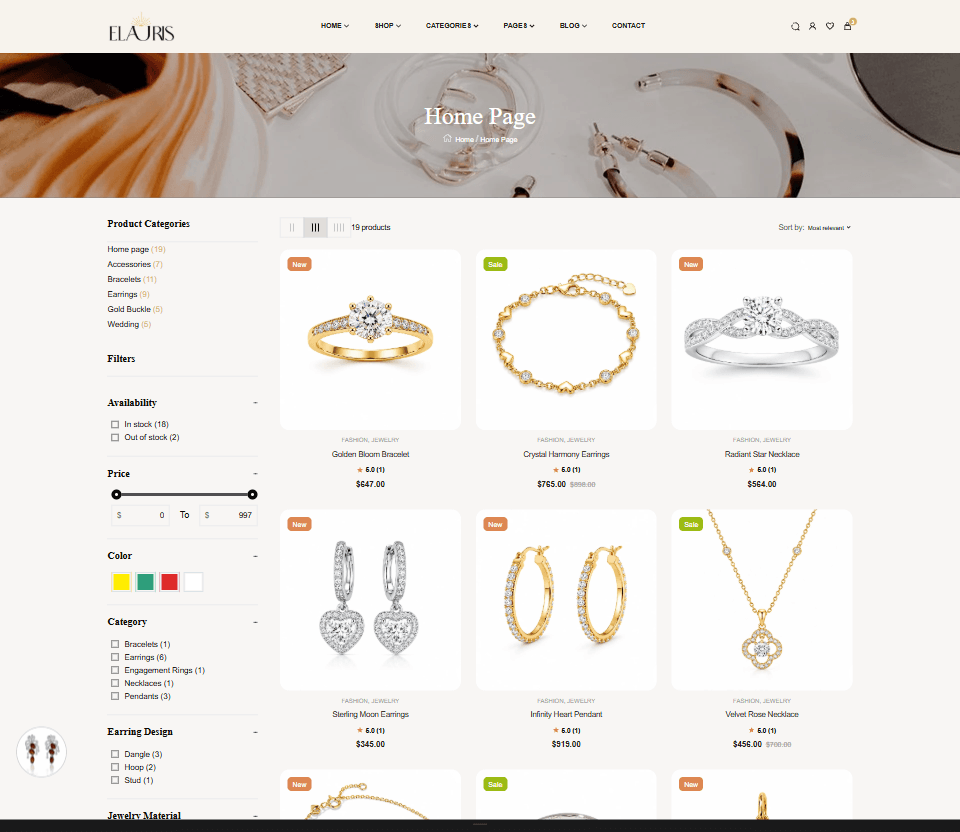 ELAURIS
HOME SHOP CATEGORIES PAGES BLOG CONTACT
Home Page
Home / Home Page
Product Categories
Home page (19)
Accessories (7)
Bracelets (11)
Earrings (9)
Gold Buckle (5)
Wedding (5)
Filters
Availability
In stock (18)
Out of stock (2)
Price
$ 0 To $ 997
Color
Category
Bracelets (1)
Earrings (6)
Engagement Rings (1)
Necklaces (1)
Pendants (3)
Earring Design
Dangle (3)
Hoop (2)
Stud (1)
Jewelry Material
19 products
Sort by: Most relevant
New
FASHION, JEWELRY
Golden Bloom Bracelet
5.0 (1)
$647.00
Sale
FASHION, JEWELRY
Crystal Harmony Earrings
5.0 (1)
$765.00 $898.00
New
FASHION, JEWELRY
Radiant Star Necklace
5.0 (1)
$564.00
New
FASHION, JEWELRY
Sterling Moon Earrings
5.0 (1)
$345.00
New
FASHION, JEWELRY
Infinity Heart Pendant
5.0 (1)
$919.00
Sale
FASHION, JEWELRY
Velvet Rose Necklace
5.0 (1)
$456.00 $700.00
New
Sale
New